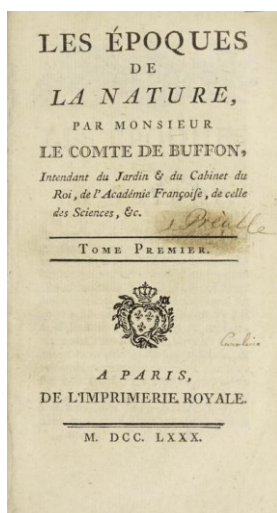 LES ÉPOQUES
DE
LA NATURE,
PAR MONSIEUR
LE COMTE DE BUFFON,
Intendant du Jardin & du Cabinet du
Roi, de l'Académie Françoiſe, de celle
des Sciences, &c.
TOME PREMIER.
Caroline
A PARIS,
DE L'IMPRIMERIE ROYALE.
M. DCC. LXXX.